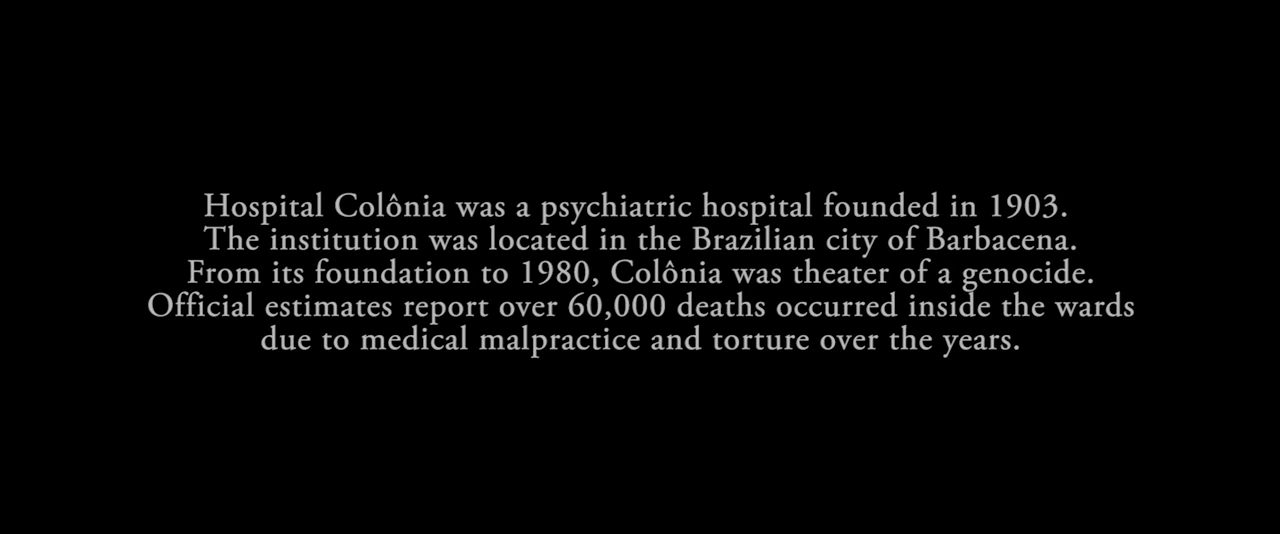 Hospital Colônia was a psychiatric hospital founded in 1903.
The institution was located in the Brazilian city of Barbacena.
From its foundation to 1980, Colônia was theater of a genocide.
Official estimates report over 60,000 deaths occurred inside the wards
due to medical malpractice and torture over the years.